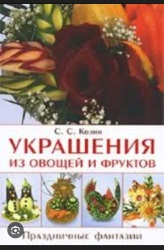 С. С. Козин
УКРАШЕНИЯ
ИЗ ОВОЩЕЙ И ФРУКТОВ
Праздничные фантазии